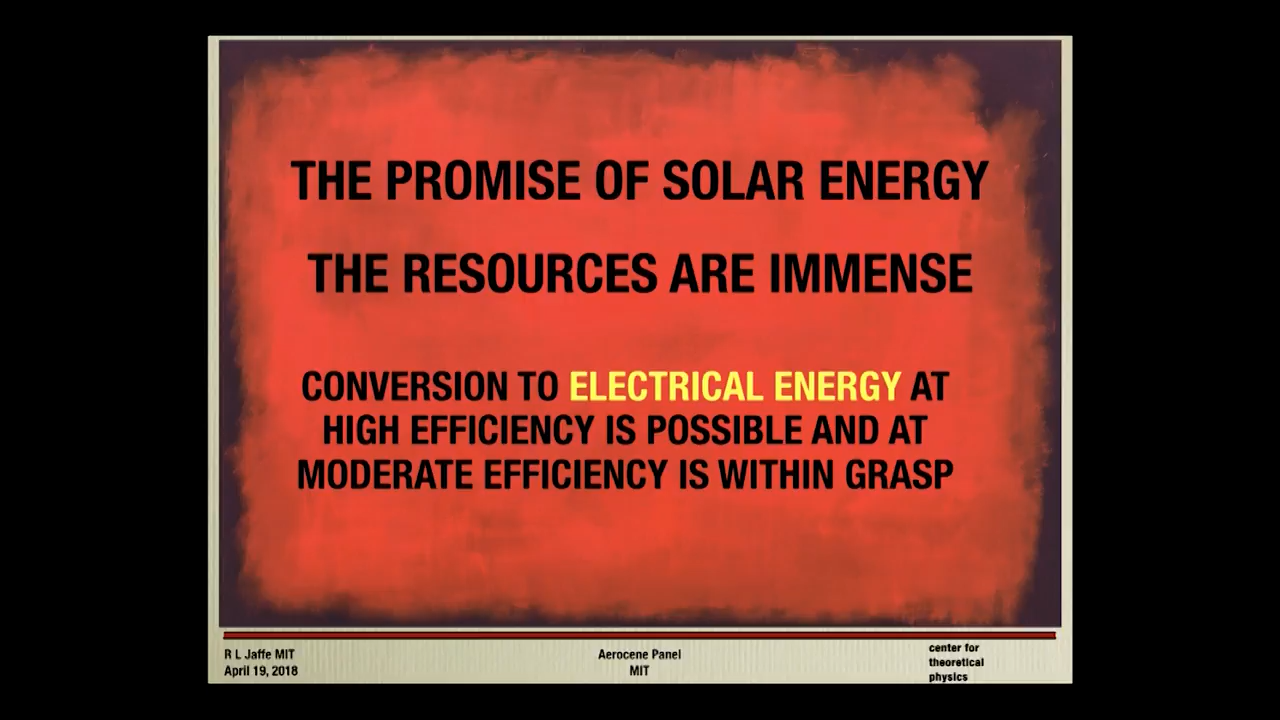 THE PROMISE OF SOLAR ENERGY
THE RESOURCES ARE IMMENSE
CONVERSION TO ELECTRICAL ENERGY AT
HIGH EFFICIENCY IS POSSIBLE AND AT
MODERATE EFFICIENCY IS WITHIN GRASP
R L Jaffe MIT
April 19, 2018
Aerocene Panel
MIT
center for
theoretical
physics